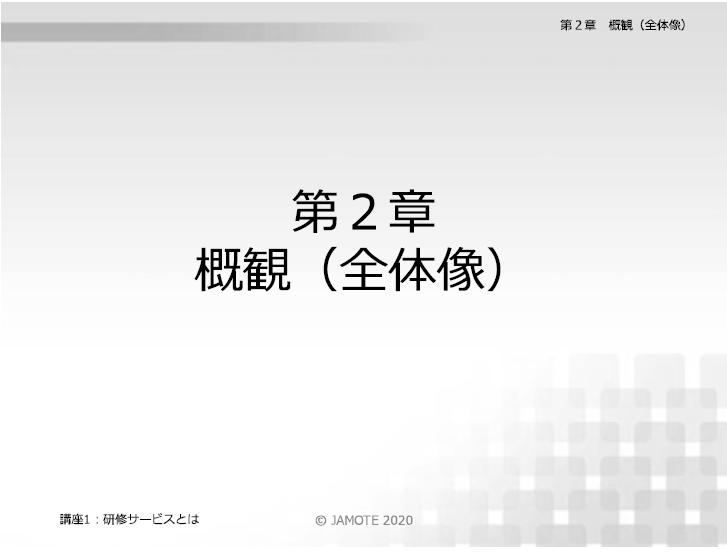 第２章　概観（全体像）
第２章
概観（全体像）
講座1：研修サービスとは
© JAMOTE 2020